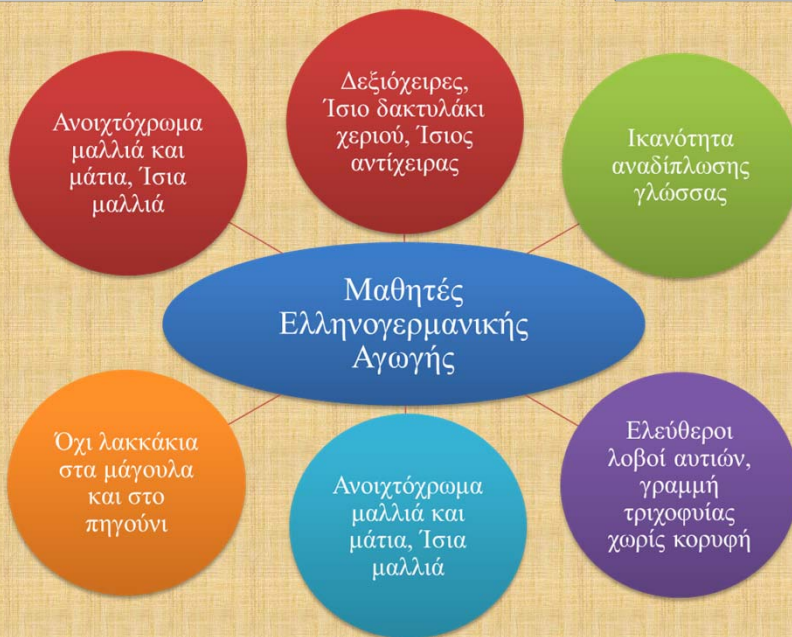 Ανοιχτόχρωμα
μαλλιά και
μάτια, Ίσια
μαλλιά
Δεξιόχειρες,
Ίσιο δακτυλάκι
χεριού, Ίσιος
αντίχειρας
Ικανότητα
αναδίπλωσης
γλώσσας
Μαθητές
Ελληνογερμανικής
Αγωγής
Όχι λακκάκια
στα μάγουλα
και στο
πηγούνι
Ανοιχτόχρωμα
μαλλιά και
μάτια, Ίσια
μαλλιά
Ελεύθεροι
λοβοί αυτιών,
γραμμή
τριχοφυίας
χωρίς κορυφή